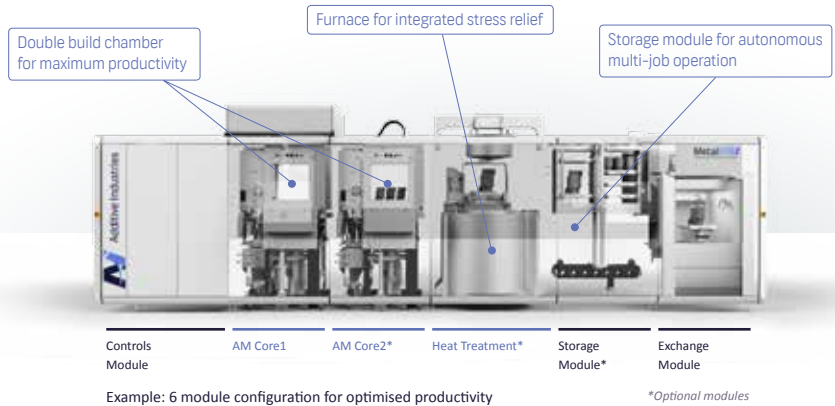 Furnace for integrated stress relief
Double build chamber
for maximum productivity
Storage module for autonomous
multi-job operation
Additive Industries
Controls
Module
AM Core1
AM Core2*
Heat Treatment*
Storage
Module*
Exchange
Module
Example: 6 module configuration for optimised productivity
*Optional modules